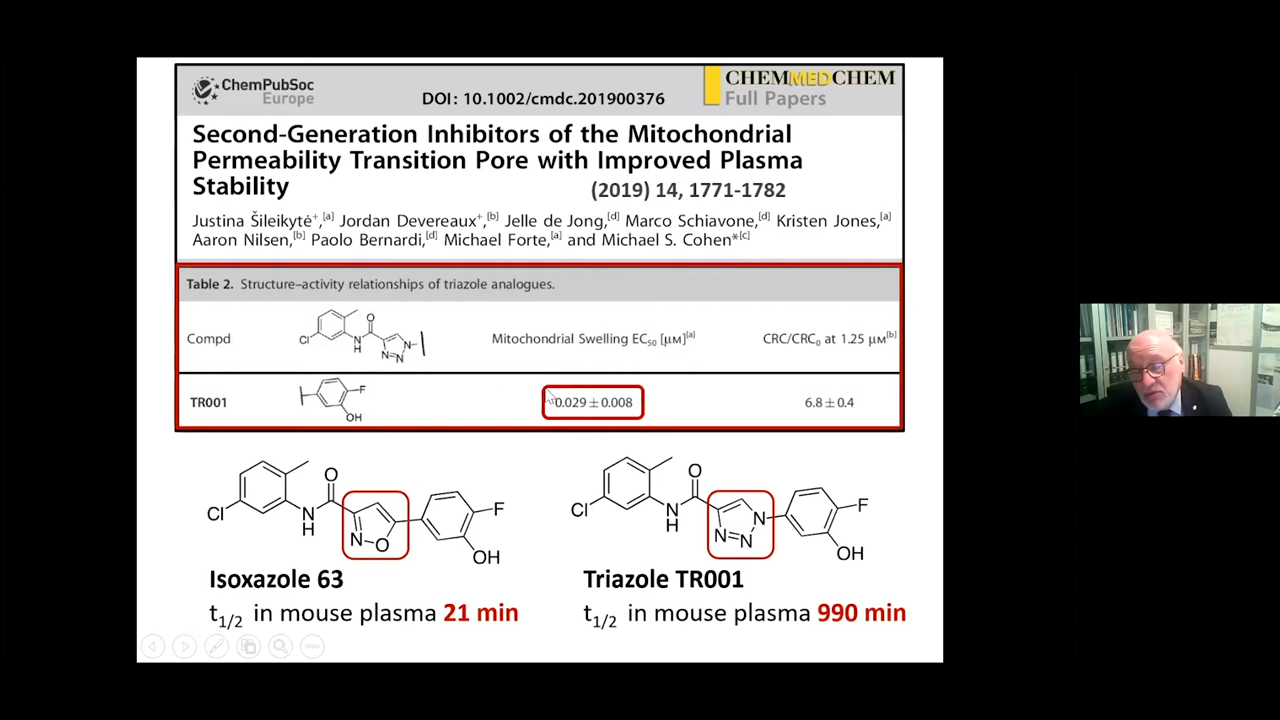 ChemPubSoc
Europe
DOI: 10.1002/cmdc.201900376
CHEMMEDCHEM
Full Papers
Second-Generation Inhibitors of the Mitochondrial
Permeability Transition Pore with Improved Plasma
Stability
(2019) 14, 1771-1782
Justina Šileikytė⁺,[a] Jordan Devereaux⁺,[b] Jelle de Jong,[d] Marco Schiavone,[d] Kristen Jones,[a]
Aaron Nilsen,[b] Paolo Bernardi,[d] Michael Forte,[a] and Michael S. Cohen*[c]
Table 2. Structure–activity relationships of triazole analogues.
Compd
Cl
O
N
H
N
N=N
Mitochondrial Swelling EC₅₀ [μM][a]
CRC/CRC₀ at 1.25 μM[b]
TR001
F
OH
0.029±0.008
6.8±0.4
Cl
O
N
H
N
O
F
OH
Cl
O
N
H
N
N
N
F
OH
Isoxazole 63
t1/2 in mouse plasma 21 min
Triazole TR001
t1/2 in mouse plasma 990 min